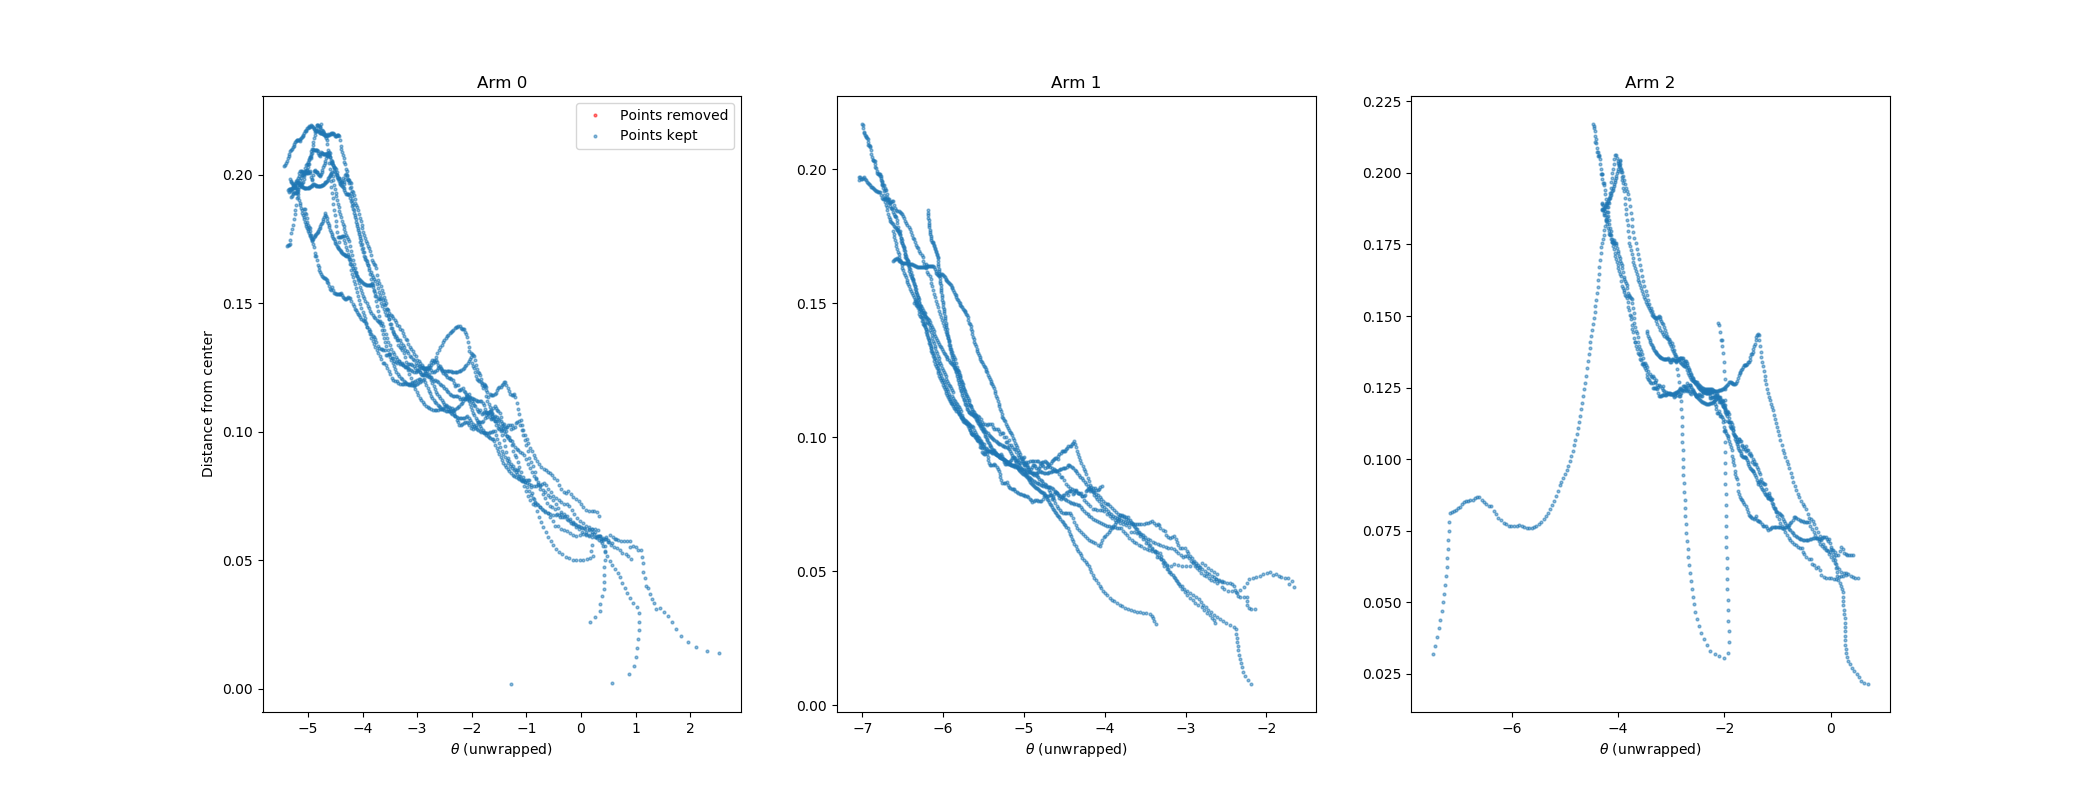 Arm 0
Arm 1
Arm 2
Points removed
Points kept
Distance from center
0.20
0.15
0.10
0.05
0.00
−5 −4 −3 −2 −1 0 1 2
θ (unwrapped)
0.20
0.15
0.10
0.05
0.00
−7 −6 −5 −4 −3 −2
θ (unwrapped)
0.225
0.200
0.175
0.150
0.125
0.100
0.075
0.050
0.025
−6 −4 −2 0
θ (unwrapped)